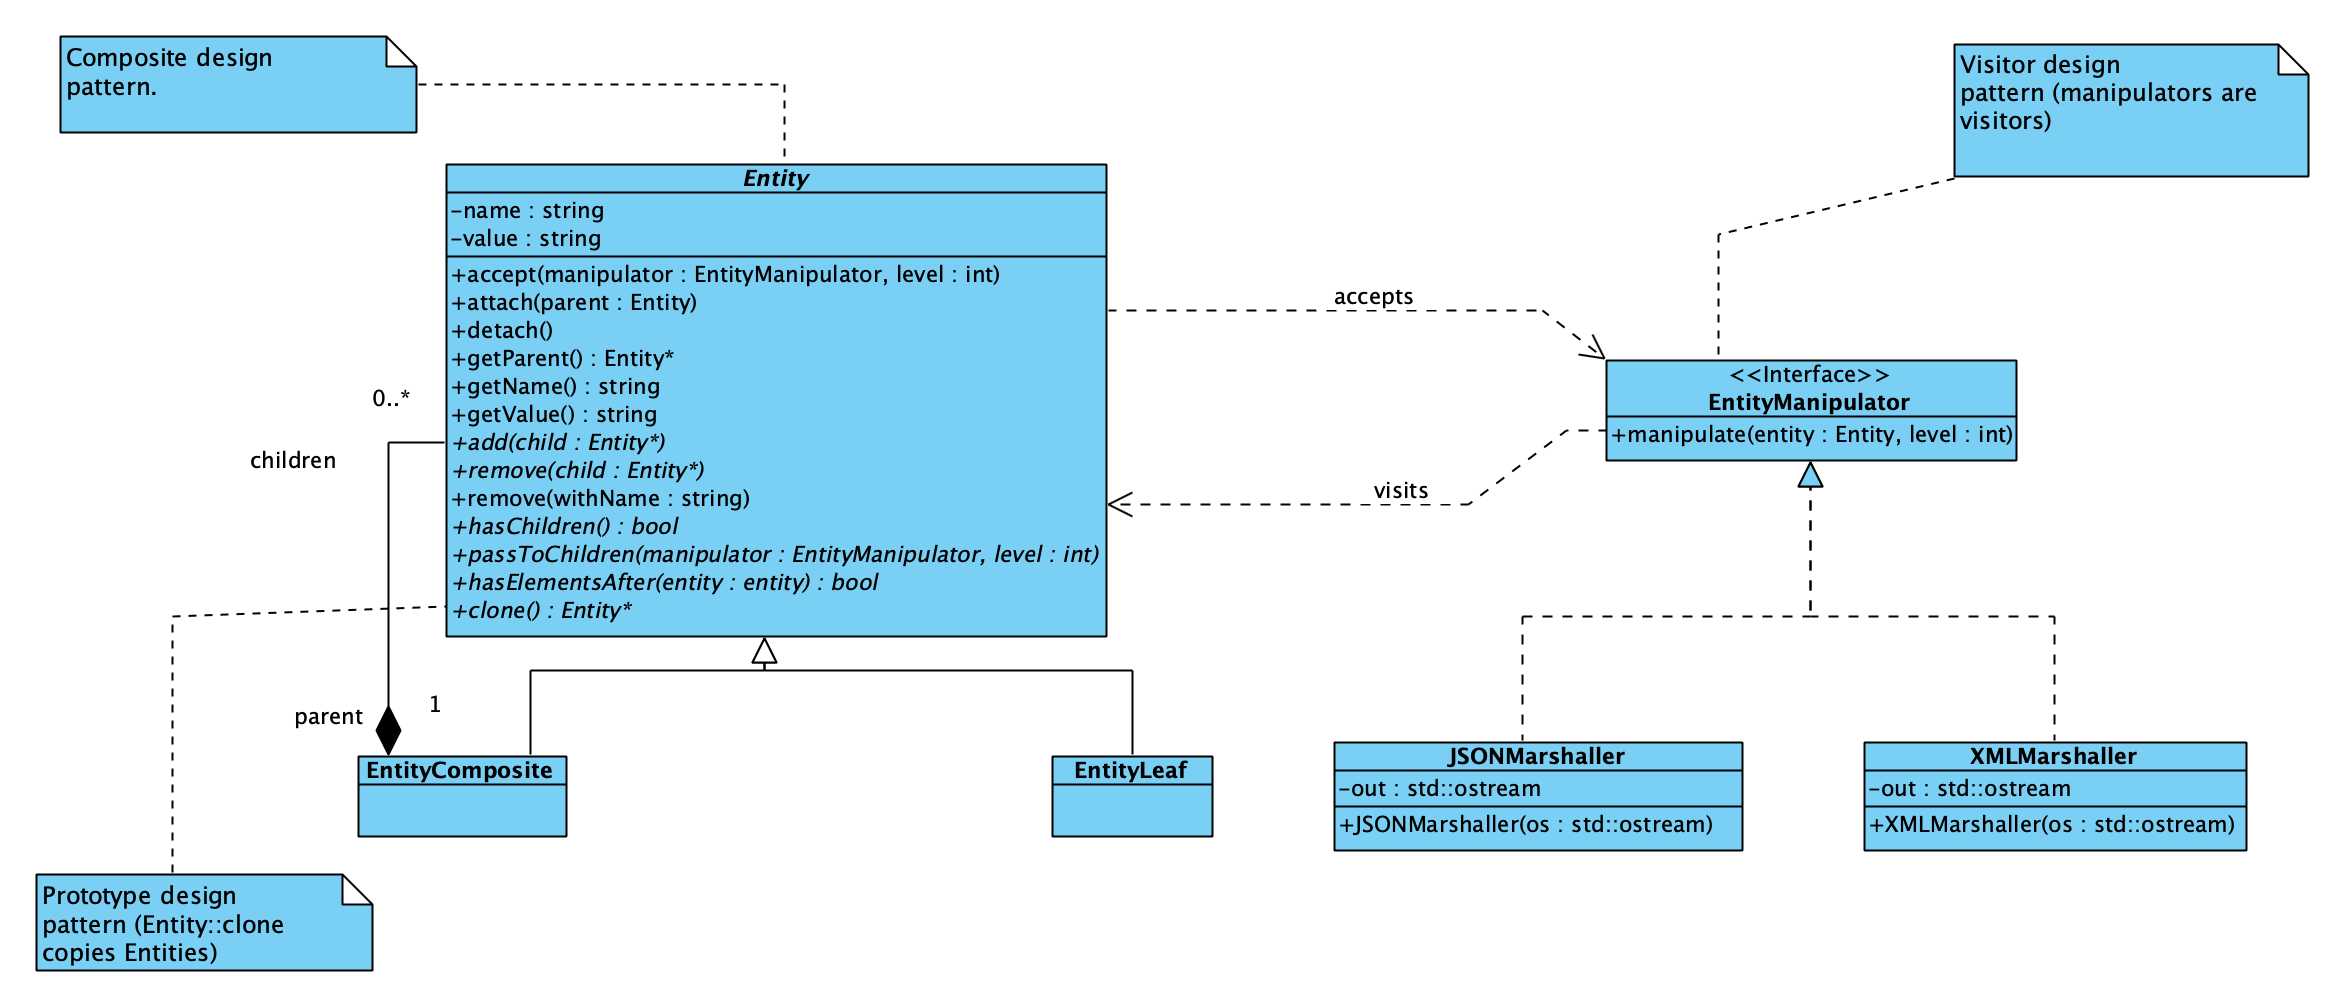 Composite design
pattern.
Visitor design
pattern (manipulators are
visitors)
Entity
-name : string
-value : string
+accept(manipulator : EntityManipulator, level : int)
+attach(parent : Entity)
+detach()
+getParent() : Entity*
+getName() : string
+getValue() : string
+add(child : Entity*)
+remove(child : Entity*)
+remove(withName : string)
+hasChildren() : bool
+passToChildren(manipulator : EntityManipulator, level : int)
+hasElementsAfter(entity : entity) : bool
+clone() : Entity*
accepts
visits
<<Interface>>
EntityManipulator
+manipulate(entity : Entity, level : int)
0..*
children
parent
1
EntityComposite
EntityLeaf
JSONMarshaller
-out : std::ostream
+JSONMarshaller(os : std::ostream)
XMLMarshaller
-out : std::ostream
+XMLMarshaller(os : std::ostream)
Prototype design
pattern (Entity::clone
copies Entities)